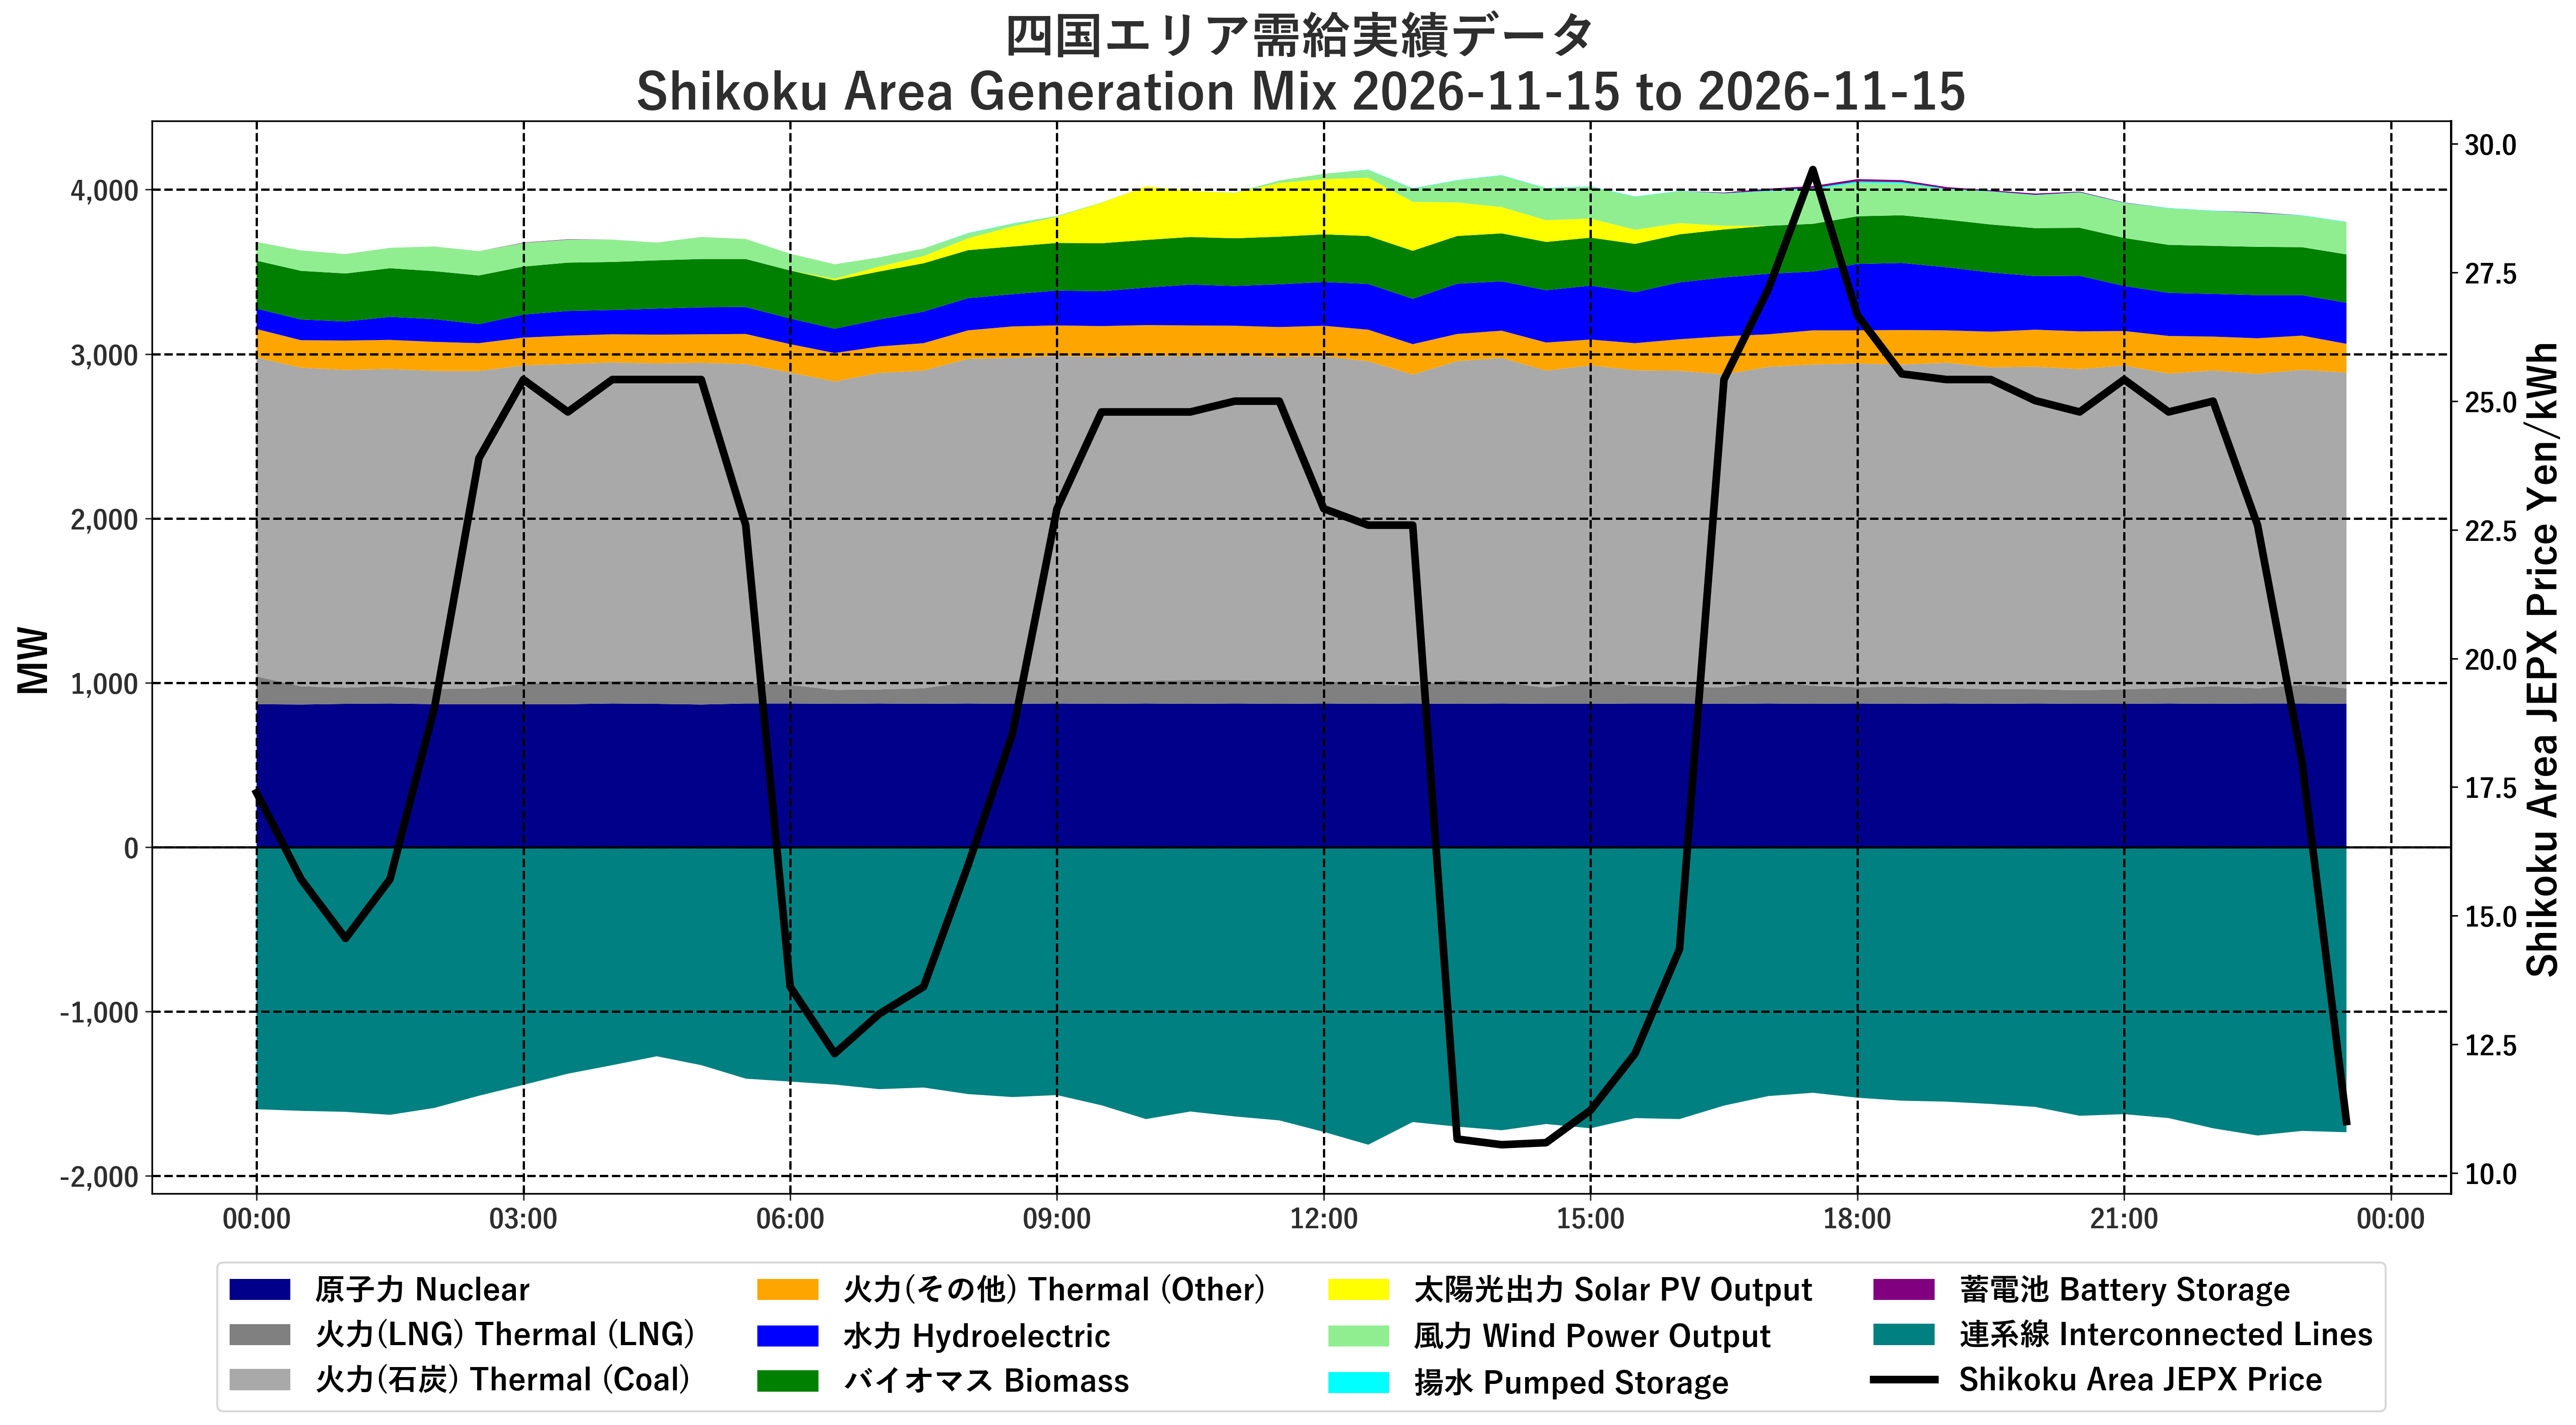 四国エリア需給実績データ
Shikoku Area Generation Mix 2026-11-15 to 2026-11-15
MW
4,000
3,000
2,000
1,000
0
-1,000
-2,000
30.0
27.5
25.0
22.5
20.0
17.5
15.0
12.5
10.0
Shikoku Area JEPX Price Yen/kWh
00:00 03:00 06:00 09:00 12:00 15:00 18:00 21:00 00:00
原子力 Nuclear
火力(LNG) Thermal (LNG)
火力(石炭) Thermal (Coal)
火力(その他) Thermal (Other)
水力 Hydroelectric
バイオマス Biomass
太陽光出力 Solar PV Output
風力 Wind Power Output
揚水 Pumped Storage
蓄電池 Battery Storage
連系線 Interconnected Lines
Shikoku Area JEPX Price